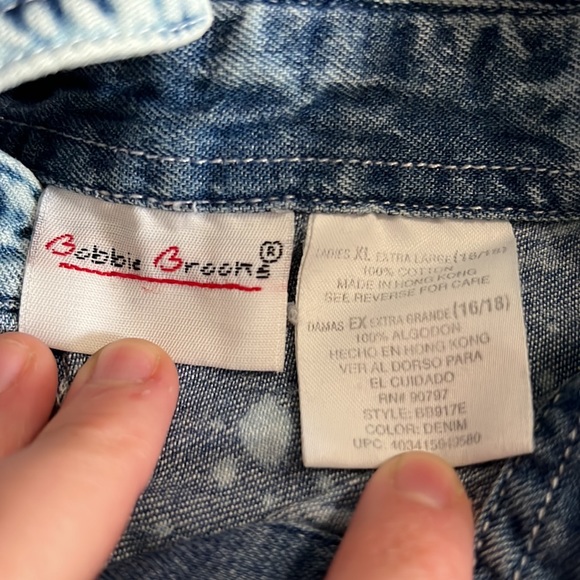 Bobbie Brooks ®
LADIES XL EXTRA LARGE (16/18)
100% COTTON
MADE IN HONG KONG
SEE REVERSE FOR CARE
DAMAS EX EXTRA GRANDE (16/18)
100% ALGODON
HECHO EN HONG KONG
VER AL DORSO PARA
EL CUIDADO
RN# 90797
STYLE: BB917E
COLOR: DENIM
UPC: